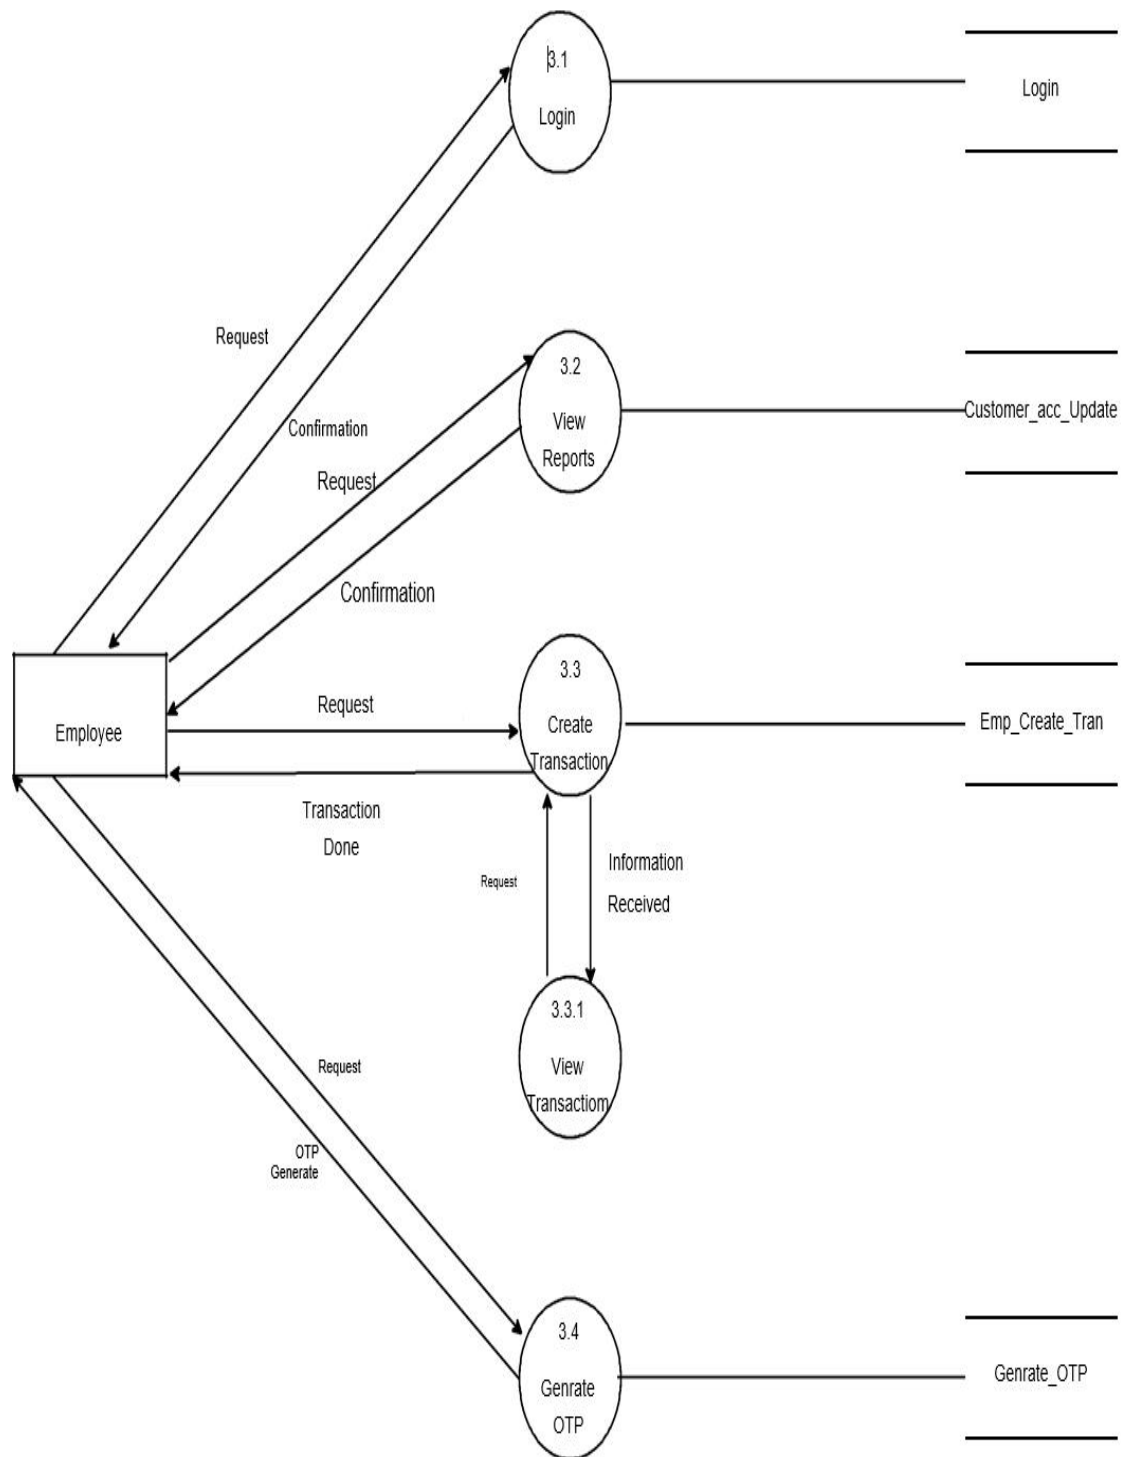 3.1
Login
Login
Request
3.2
View
Reports
Customer_acc_Update
Confirmation
Request
Confirmation
3.3
Create
Transaction
Emp_Create_Tran
Request
Employee
Transaction
Done
Request
Information
Received
3.3.1
View
Transactiom
Request
OTP
Generate
3.4
Genrate
OTP
Genrate_OTP